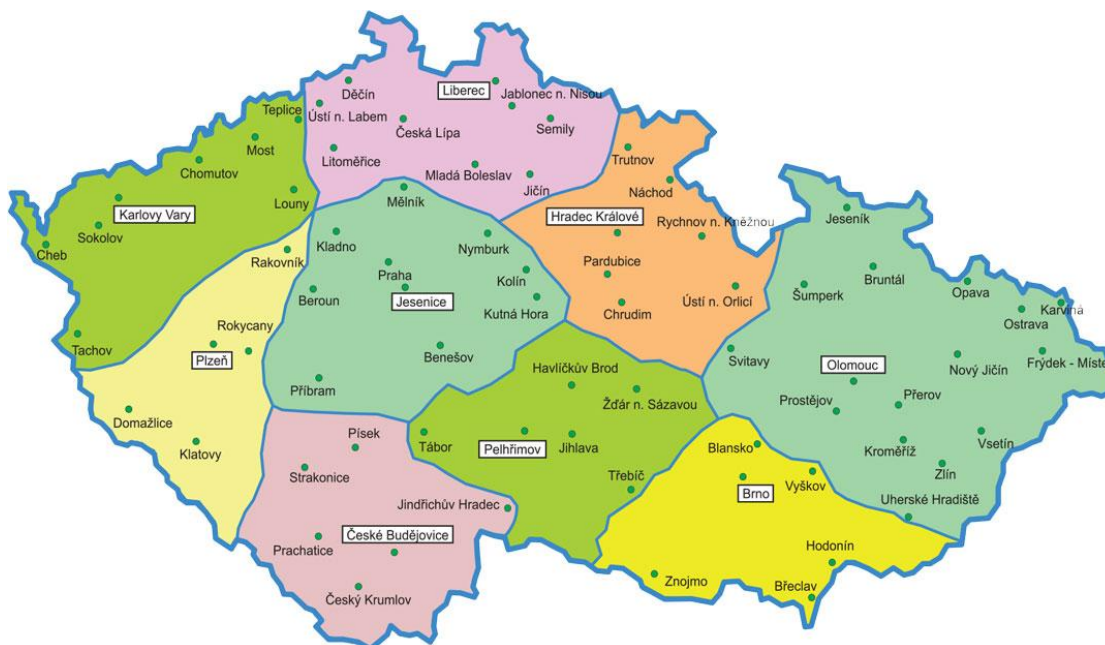 Děčín
Liberec
Jablonec n. Nisou
Teplice
Ústí n. Labem
Česká Lípa
Semily
Most
Litoměřice
Trutnov
Chomutov
Mladá Boleslav
Jičín
Náchod
Karlovy Vary
Louny
Mělník
Hradec Králové
Rychnov n. Kněžnou
Jeseník
Sokolov
Kladno
Nymburk
Cheb
Rakovník
Praha
Kolín
Pardubice
Bruntál
Opava
Beroun
Jesenice
Kutná Hora
Chrudim
Ústí n. Orlicí
Šumperk
Karviná
Ostrava
Rokycany
Tachov
Plzeň
Benešov
Svitavy
Olomouc
Nový Jičín
Frýdek - Míste
Havlíčkův Brod
Příbram
Žďár n. Sázavou
Prostějov
Přerov
Domažlice
Klatovy
Písek
Tábor
Pelhřimov
Jihlava
Blansko
Kroměříž
Vsetín
Strakonice
Třebíč
Brno
Vyškov
Zlín
Jindřichův Hradec
Uherské Hradiště
Prachatice
České Budějovice
Hodonín
Český Krumlov
Znojmo
Břeclav